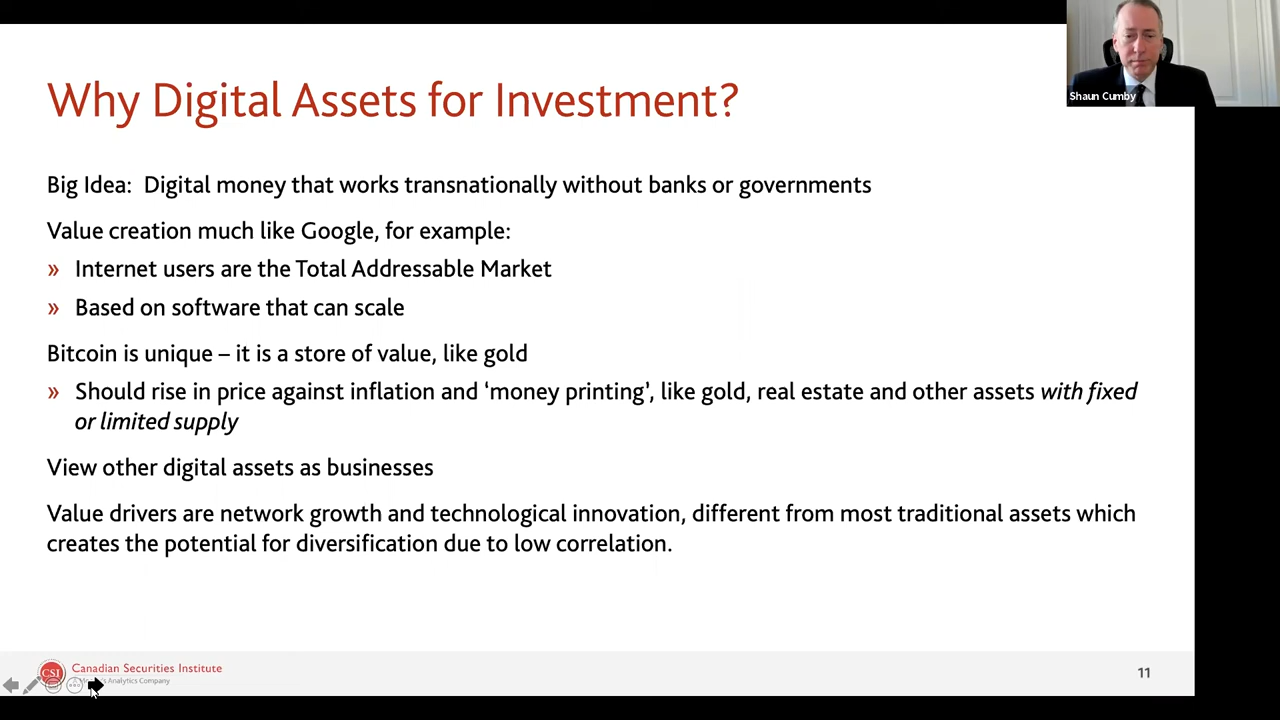 Shaun Cumby
Why Digital Assets for Investment?
Big Idea: Digital money that works transnationally without banks or governments
Value creation much like Google, for example:
» Internet users are the Total Addressable Market
» Based on software that can scale
Bitcoin is unique – it is a store of value, like gold
» Should rise in price against inflation and ‘money printing’, like gold, real estate and other assets with fixed
or limited supply
View other digital assets as businesses
Value drivers are network growth and technological innovation, different from most traditional assets which
creates the potential for diversification due to low correlation.
CSI
Canadian Securities Institute
Analytics Company
11